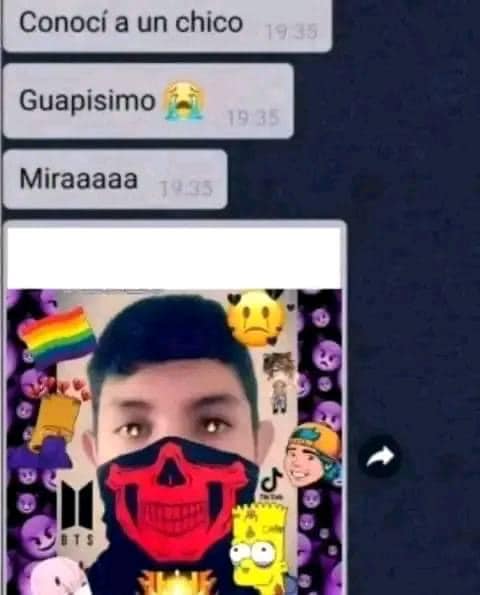 Conocí a un chico 19:35
Guapisimo 😭 19:35
Miraaaaa 19:35
TikTok
BTS